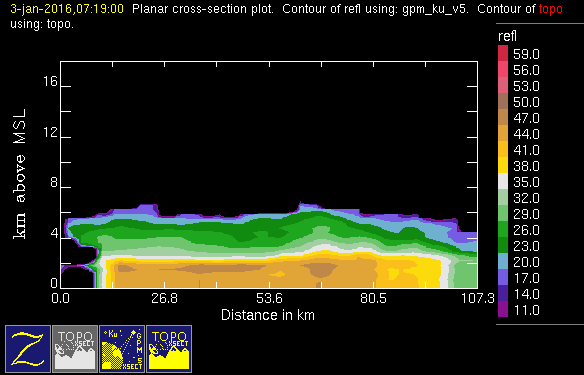 3-jan-2016,07:19:00 Planar cross-section plot. Contour of refl using: gpm_ku_v5. Contour of topo
using: topo.
refl
59.0
56.0
53.0
50.0
47.0
44.0
41.0
38.0
35.0
32.0
29.0
26.0
23.0
20.0
17.0
14.0
11.0
km above MSL
16
12
8
4
0
0.0 26.8 53.6 80.5 107.3
Distance in km
Z
TOPO
XSECT
"Ku"
GPM
XSECT
TOPO
XSECT